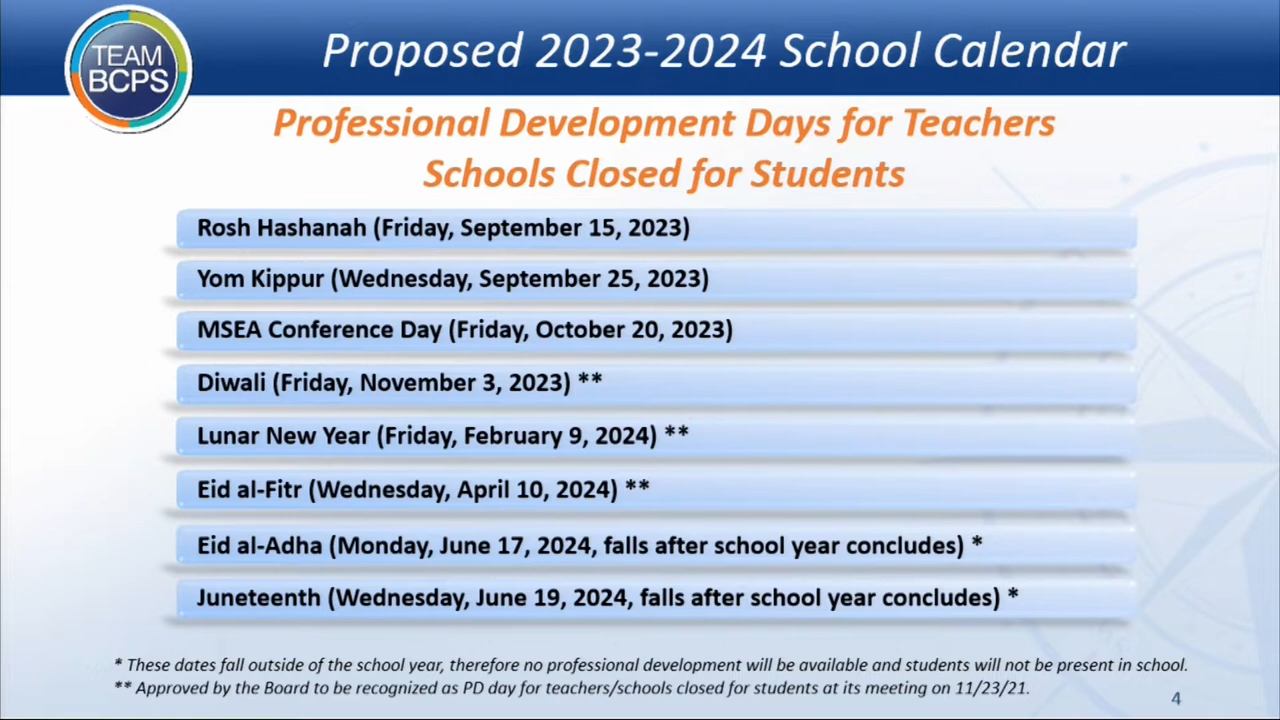 TEAM
BCPS
Proposed 2023-2024 School Calendar
Professional Development Days for Teachers
Schools Closed for Students
Rosh Hashanah (Friday, September 15, 2023)
Yom Kippur (Wednesday, September 25, 2023)
MSEA Conference Day (Friday, October 20, 2023)
Diwali (Friday, November 3, 2023) **
Lunar New Year (Friday, February 9, 2024) **
Eid al-Fitr (Wednesday, April 10, 2024) **
Eid al-Adha (Monday, June 17, 2024, falls after school year concludes) *
Juneteenth (Wednesday, June 19, 2024, falls after school year concludes) *
* These dates fall outside of the school year, therefore no professional development will be available and students will not be present in school.
** Approved by the Board to be recognized as PD day for teachers/schools closed for students at its meeting on 11/23/21.
4